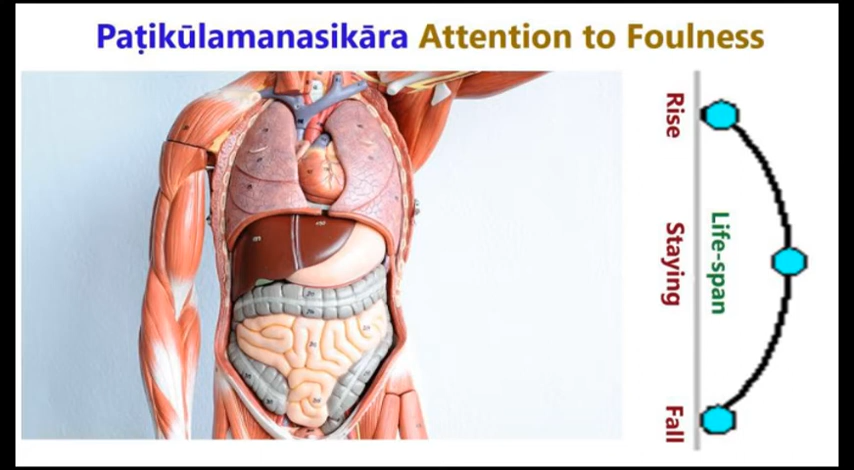 Paṭikūlamanasikāra Attention to Foulness
Rise
Staying
Life-span
Fall